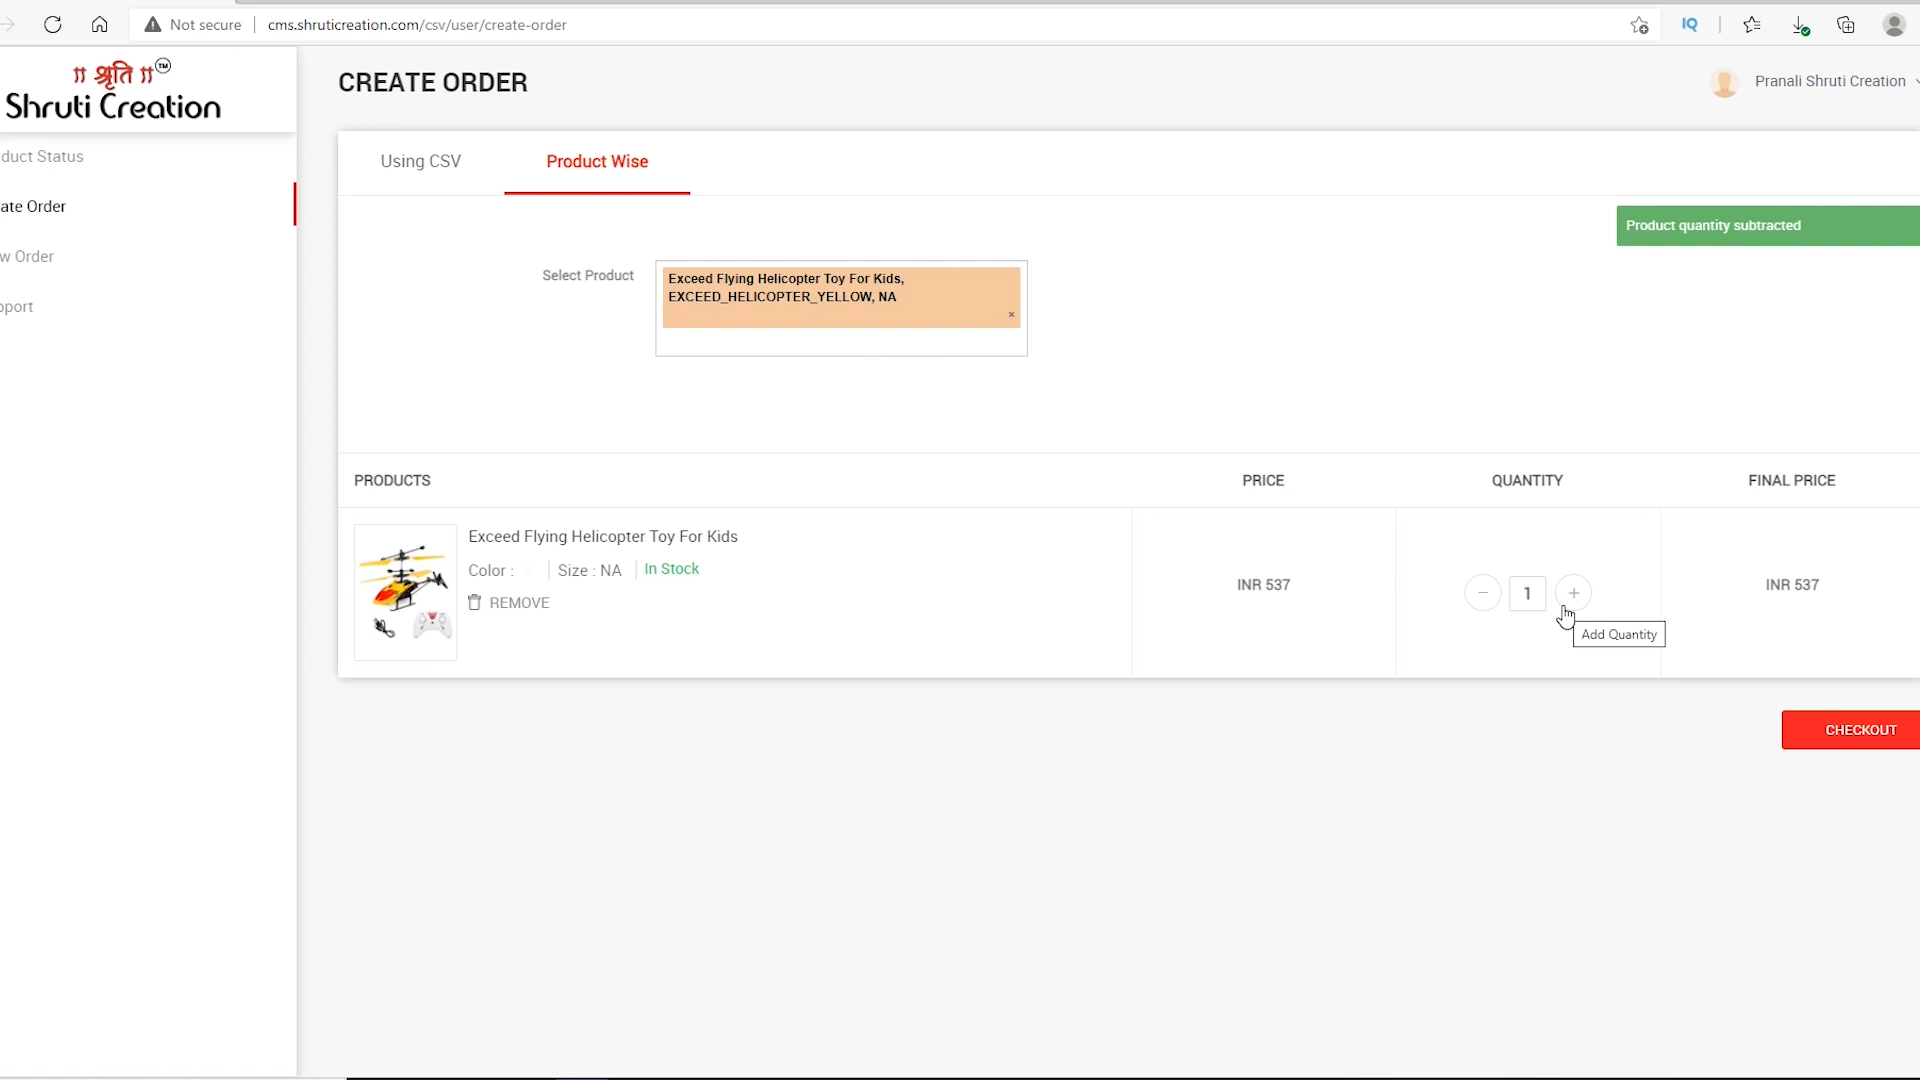 Not secure
cms.shruticreation.com/csv/user/create-order
IQ
॥ श्रुति ॥ TM
Shruti Creation
CREATE ORDER
Pranali Shruti Creation
duct Status
ate Order
w Order
pport
Using CSV
Product Wise
Product quantity subtracted
Select Product
Exceed Flying Helicopter Toy For Kids,
EXCEED_HELICOPTER_YELLOW, NA
×
PRODUCTS
PRICE
QUANTITY
FINAL PRICE
Exceed Flying Helicopter Toy For Kids
Color :
Size : NA
In Stock
REMOVE
INR 537
− 1 +
INR 537
Add Quantity
CHECKOUT